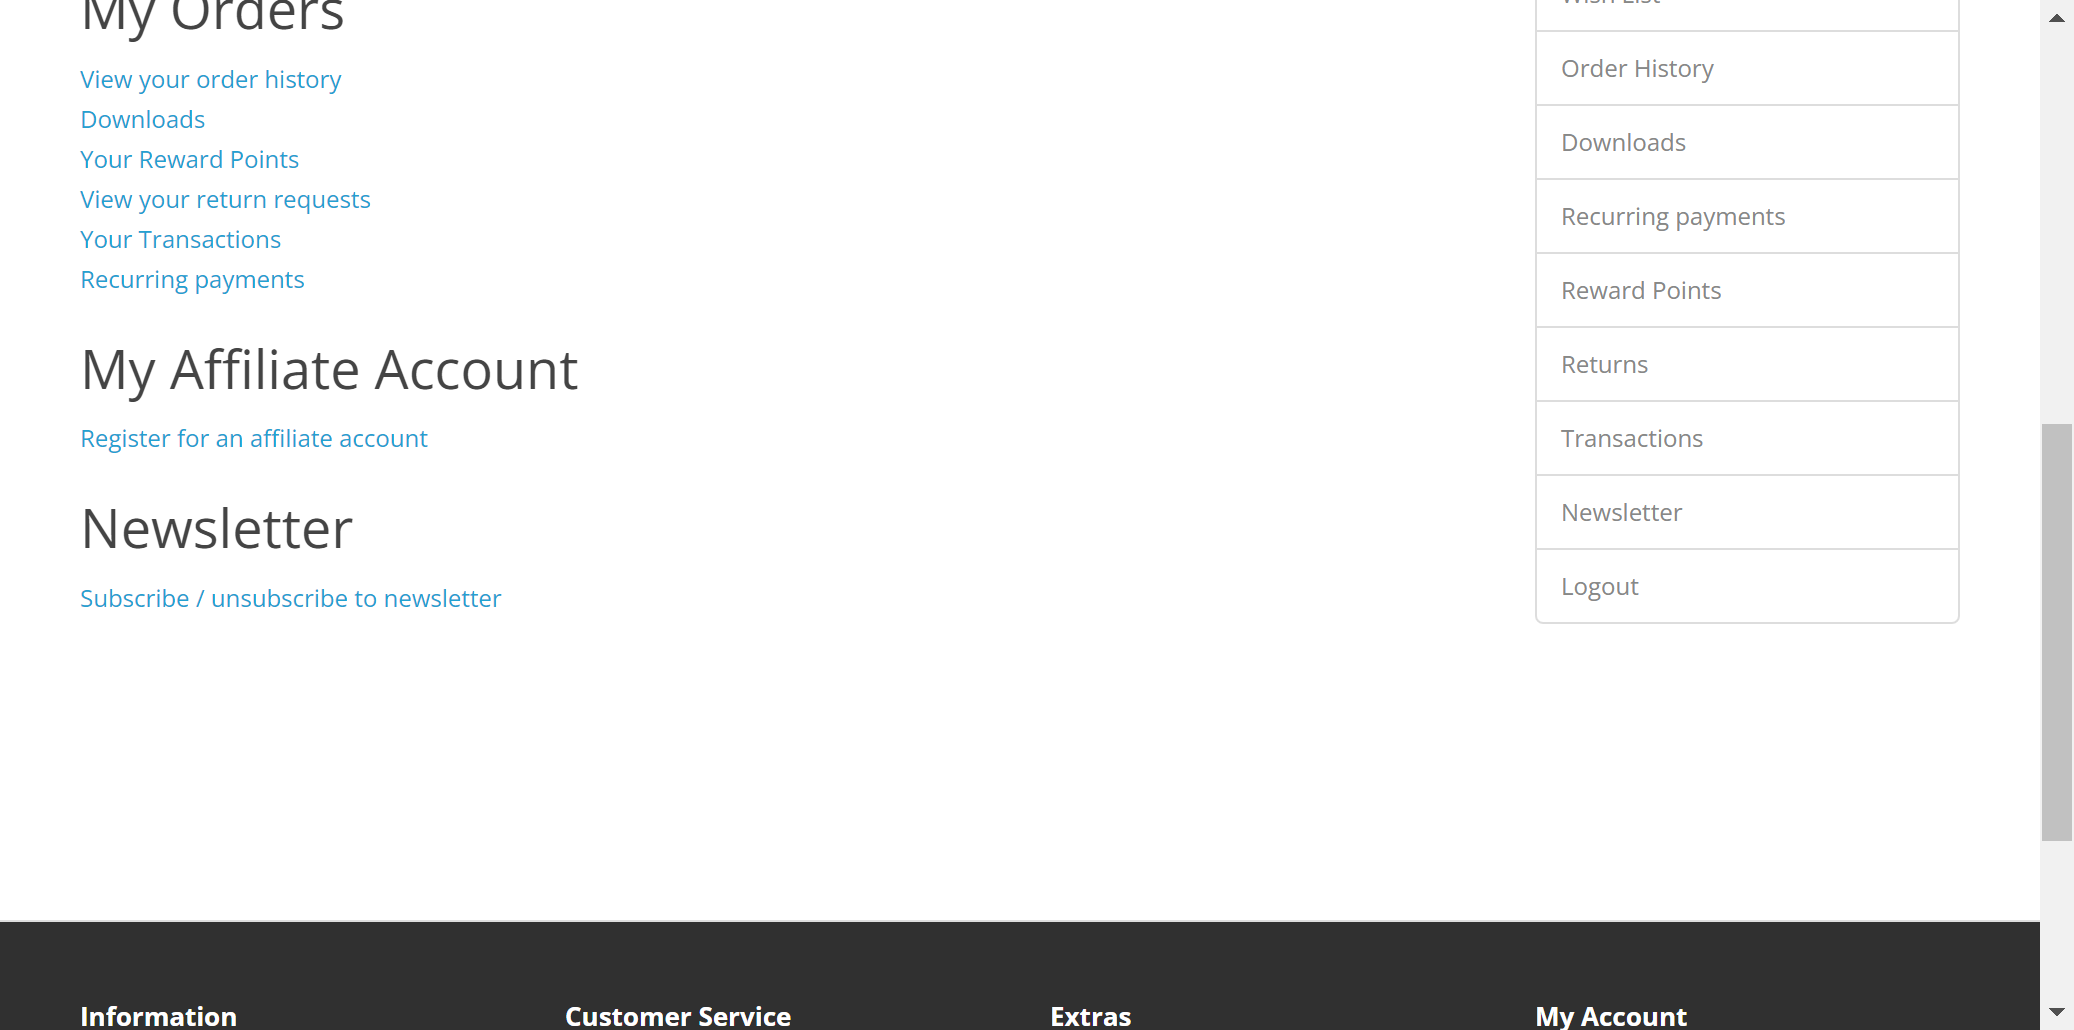 My Orders
View your order history
Downloads
Your Reward Points
View your return requests
Your Transactions
Recurring payments
My Affiliate Account
Register for an affiliate account
Newsletter
Subscribe / unsubscribe to newsletter
Wish List
Order History
Downloads
Recurring payments
Reward Points
Returns
Transactions
Newsletter
Logout
Information
Customer Service
Extras
My Account